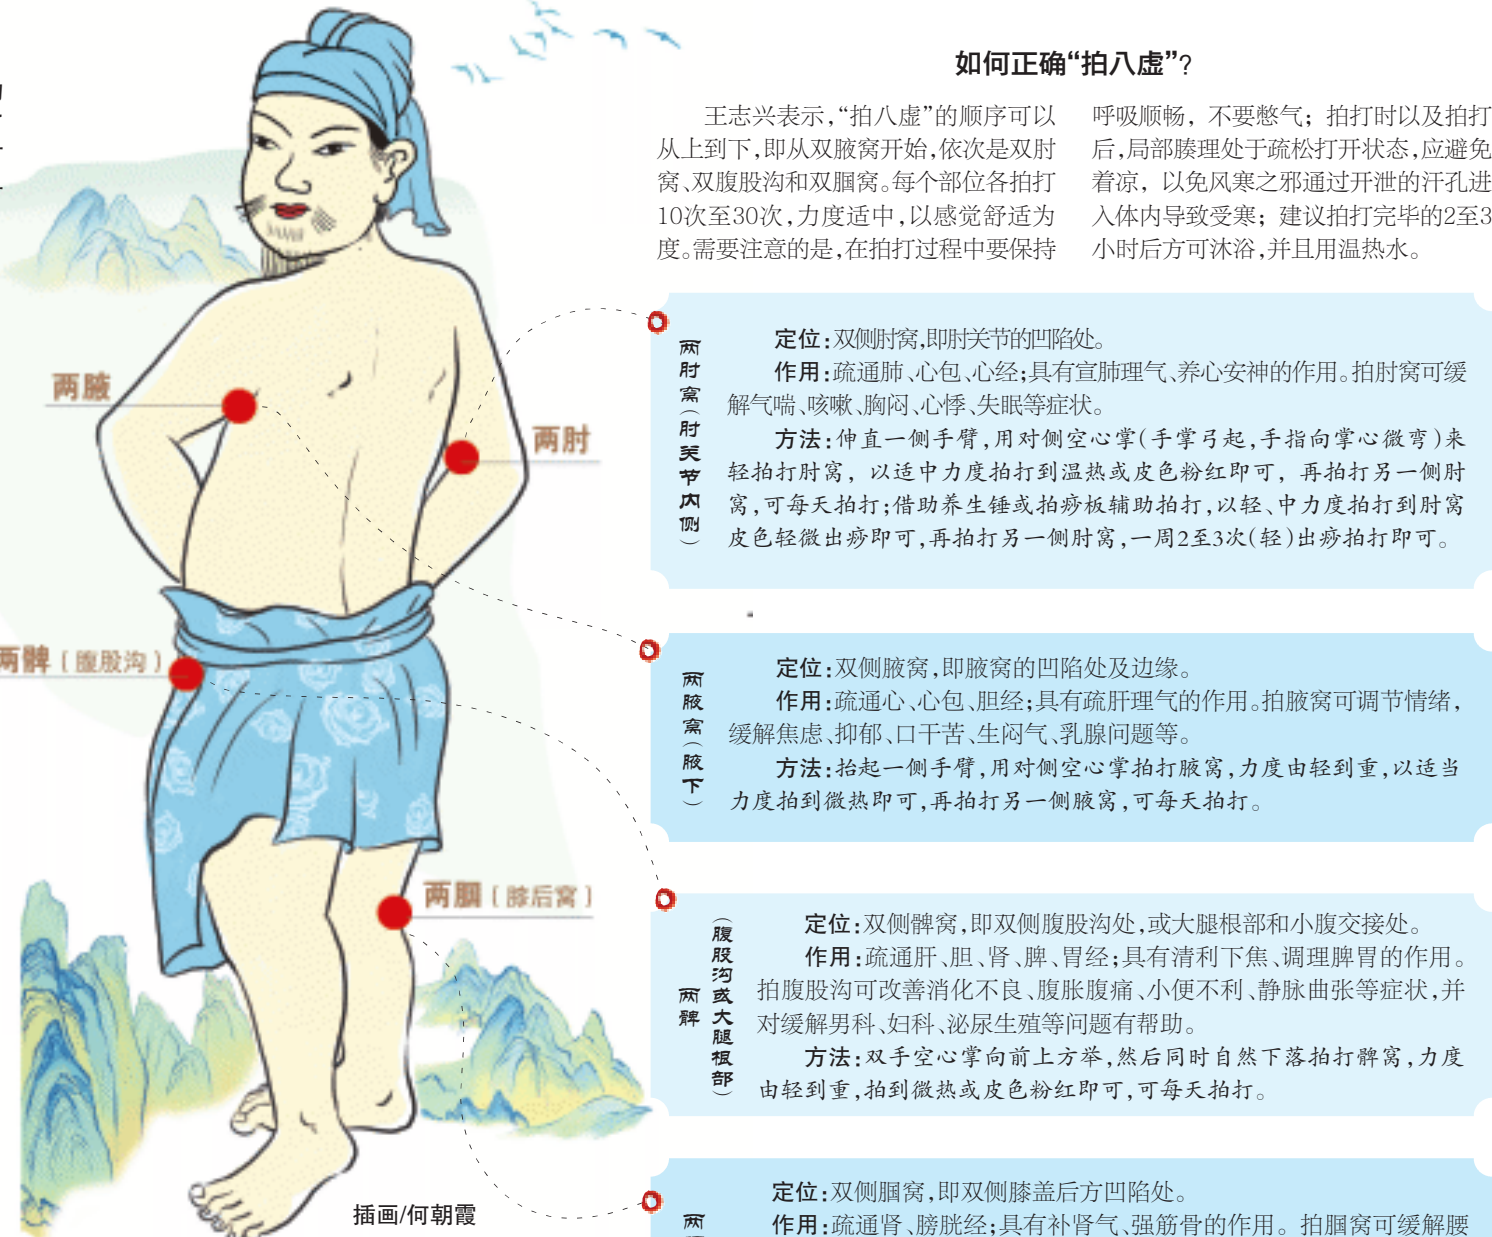 如何正确“拍八虚”?
王志兴表示,“拍八虚”的顺序可以
从上到下,即从双腋窝开始,依次是双肘
窝、双腹股沟和双腘窝。每个部位各拍打
10次至30次,力度适中,以感觉舒适为
度。需要注意的是,在拍打过程中要保持
呼吸顺畅,不要憋气;拍打时以及拍打
后,局部腠理处于疏松打开状态,应避免
着凉,以免风寒之邪通过开泄的汗孔进
入体内导致受寒;建议拍打完毕的2至3
小时后方可沐浴,并且用温热水。
两腋
两肘
两髀(腹股沟)
两腘(膝后窝)
插画/何朝霞
两肘窝(肘关节内侧)
定位:双侧肘窝,即肘关节的凹陷处。
作用:疏通肺、心包、心经;具有宣肺理气、养心安神的作用。拍肘窝可缓
解气喘、咳嗽、胸闷、心悸、失眠等症状。
方法:伸直一侧手臂,用对侧空心掌(手掌弓起,手指向掌心微弯)来
轻拍打肘窝,以适中力度拍打到温热或皮色粉红即可,再拍打另一侧肘
窝,可每天拍打;借助养生锤或拍痧板辅助拍打,以轻、中力度拍打到肘窝
皮色轻微出痧即可,再拍打另一侧肘窝,一周2至3次(轻)出痧拍打即可。
两腋窝(腋下)
定位:双侧腋窝,即腋窝的凹陷处及边缘。
作用:疏通心、心包、胆经;具有疏肝理气的作用。拍腋窝可调节情绪,
缓解焦虑、抑郁、口干苦、生闷气、乳腺问题等。
方法:抬起一侧手臂,用对侧空心掌拍打腋窝,力度由轻到重,以适当
力度拍到微热即可,再拍打另一侧腋窝,可每天拍打。
两髀
(腹股沟或大腿根部)
定位:双侧髀窝,即双侧腹股沟处,或大腿根部和小腹交接处。
作用:疏通肝、胆、肾、脾、胃经;具有清利下焦、调理脾胃的作用。
拍腹股沟可改善消化不良、腹胀腹痛、小便不利、静脉曲张等症状,并
对缓解男科、妇科、泌尿生殖等问题有帮助。
方法:双手空心掌向前上方举,然后同时自然下落拍打髀窝,力度
由轻到重,拍到微热或皮色粉红即可,可每天拍打。
两
定位:双侧腘窝,即双侧膝盖后方凹陷处。
作用:疏通肾、膀胱经;具有补肾气、强筋骨的作用。拍腘窝可缓解腰